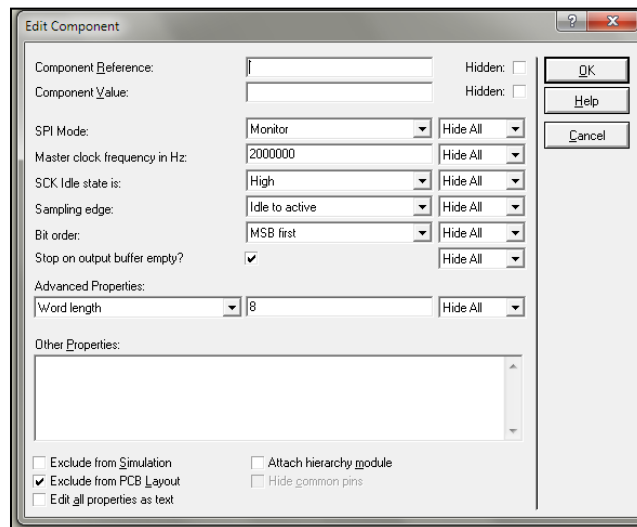 Edit Component
Component Reference: Hidden: OK
Component Value: Hidden: Help
SPI Mode: Monitor Hide All Cancel
Master clock frequency in Hz: 2000000 Hide All
SCK Idle state is: High Hide All
Sampling edge: Idle to active Hide All
Bit order: MSB first Hide All
Stop on output buffer empty? Hide All
Advanced Properties:
Word length 8 Hide All
Other Properties:
Exclude from Simulation Attach hierarchy module
Exclude from PCB Layout Hide common pins
Edit all properties as text